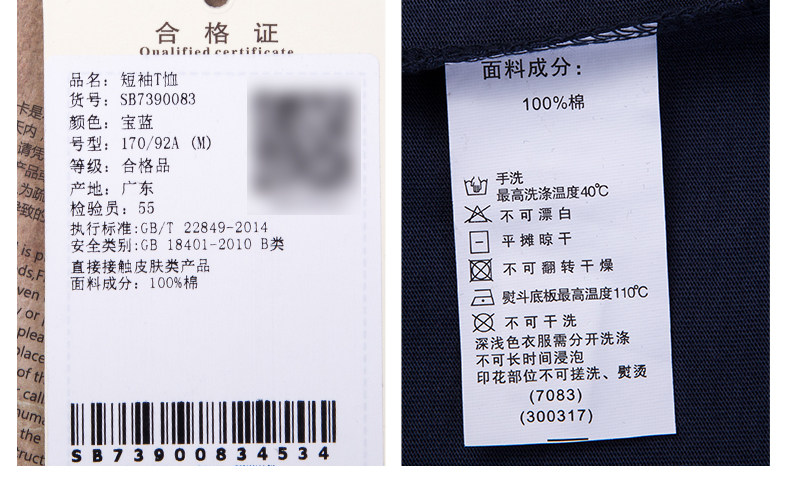 合格证
Qualified certificate
品名：短袖T恤
货号：SB7390083
颜色：宝蓝
号型：170/92A (M)
等级：合格品
产地：广东
检验员：55
执行标准:GB/T 22849-2014
安全类别:GB 18401-2010 B类
直接接触皮肤类产品
面料成分：100%棉
SB73900834534
面料成分：
100%棉
手洗
最高洗涤温度40℃
不可漂白
平摊晾干
不可翻转干燥
熨斗底板最高温度110℃
不可干洗
深浅色衣服需分开洗涤
不可长时间浸泡
印花部位不可搓洗、熨烫
(7083)
(300317)